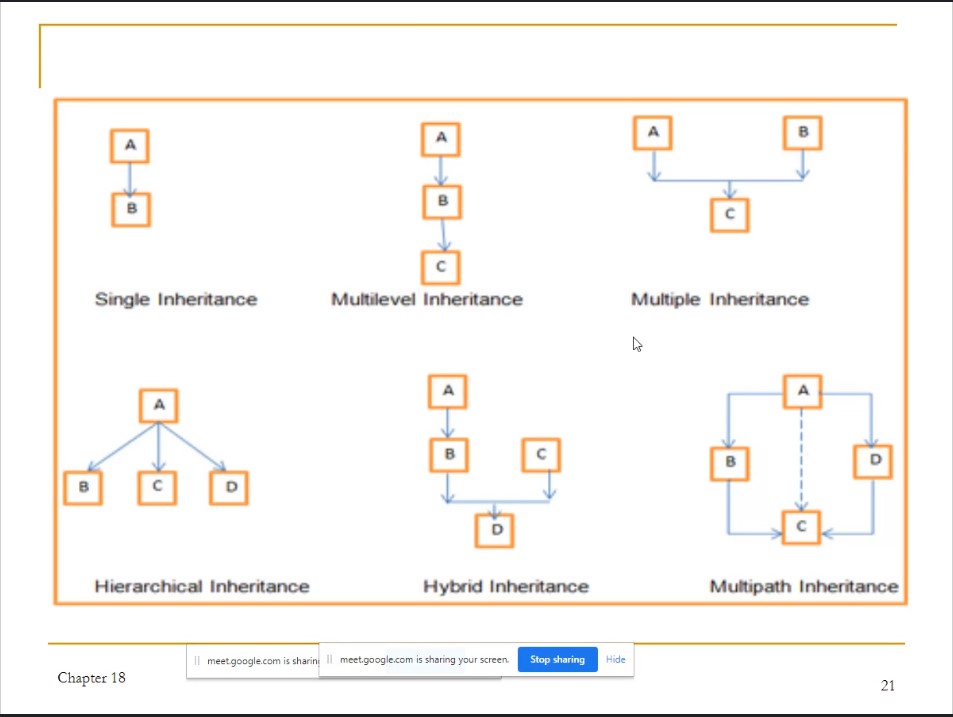 A
A
A
B
B
B
C
C
Single Inheritance
Multilevel Inheritance
Multiple Inheritance
A
A
A
B
C
B
D
B
C
D
D
C
Hierarchical Inheritance
Hybrid Inheritance
Multipath Inheritance
meet.google.com is sharin
meet.google.com is sharing your screen.
Stop sharing
Hide
Chapter 18
21